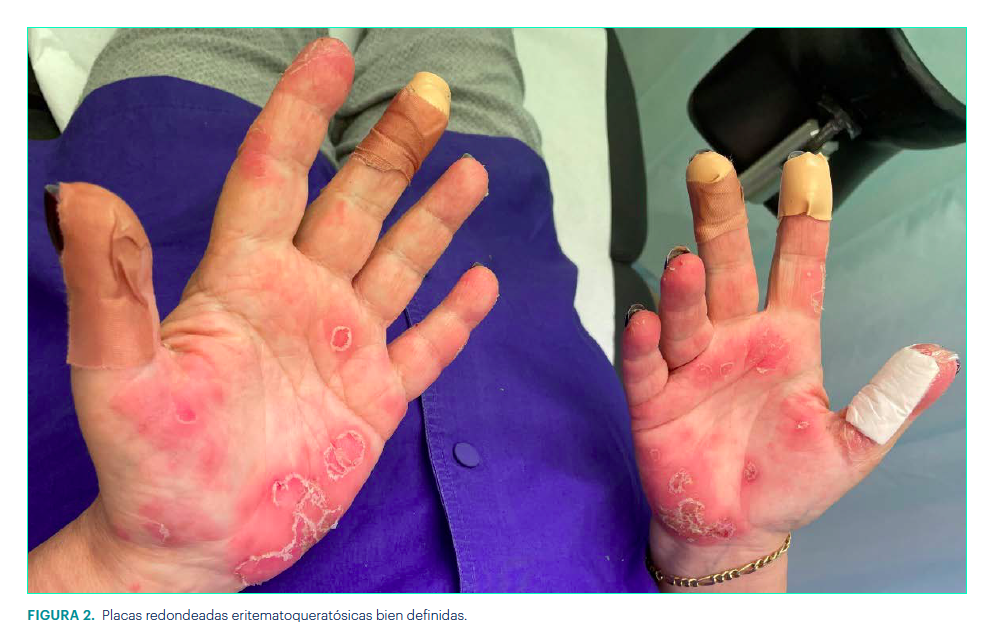 FIGURA 2. Placas redondeadas eritematoqueratósicas bien definidas.